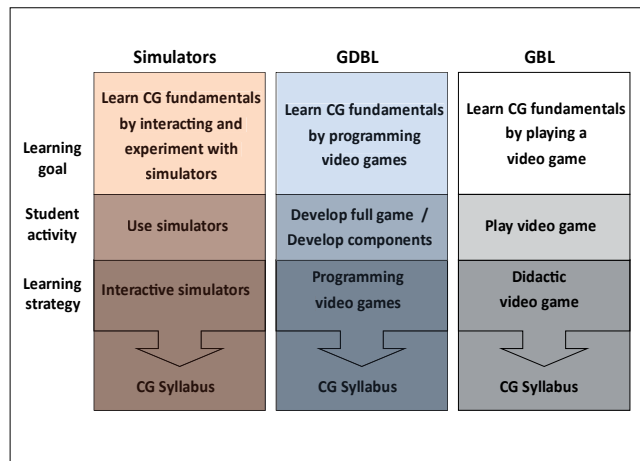 Simulators
GDBL
GBL
Learning
goal
Learn CG fundamentals
by interacting and
experiment with
simulators
Learn CG fundamentals
by programming
video games
Learn CG fundamentals
by playing a
video game
Student
activity
Use simulators
Develop full game /
Develop components
Play video game
Learning
strategy
Interactive simulators
Programming
video games
Didactic
video game
CG Syllabus
CG Syllabus
CG Syllabus